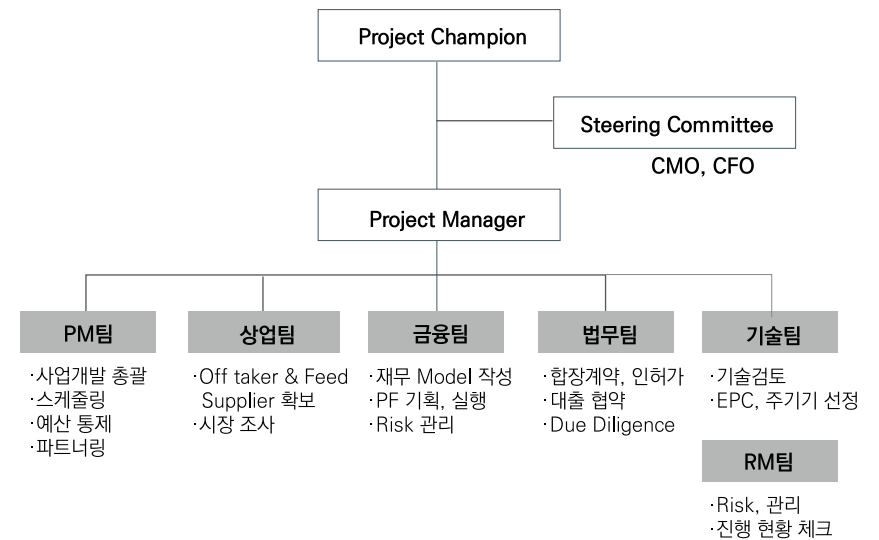 Project Champion
Steering Committee
CMO, CFO
Project Manager
PM팀
·사업개발 총괄
·스케줄링
·예산 통제
·파트너링
상업팀
·Off taker & Feed
Supplier 확보
·시장 조사
금융팀
·재무 Model 작성
·PF 기획, 실행
·Risk 관리
법무팀
·합장계약, 인허가
·대출 협약
·Due Diligence
기술팀
·기술검토
·EPC, 주기기 선정
RM팀
·Risk, 관리
·진행 현황 체크